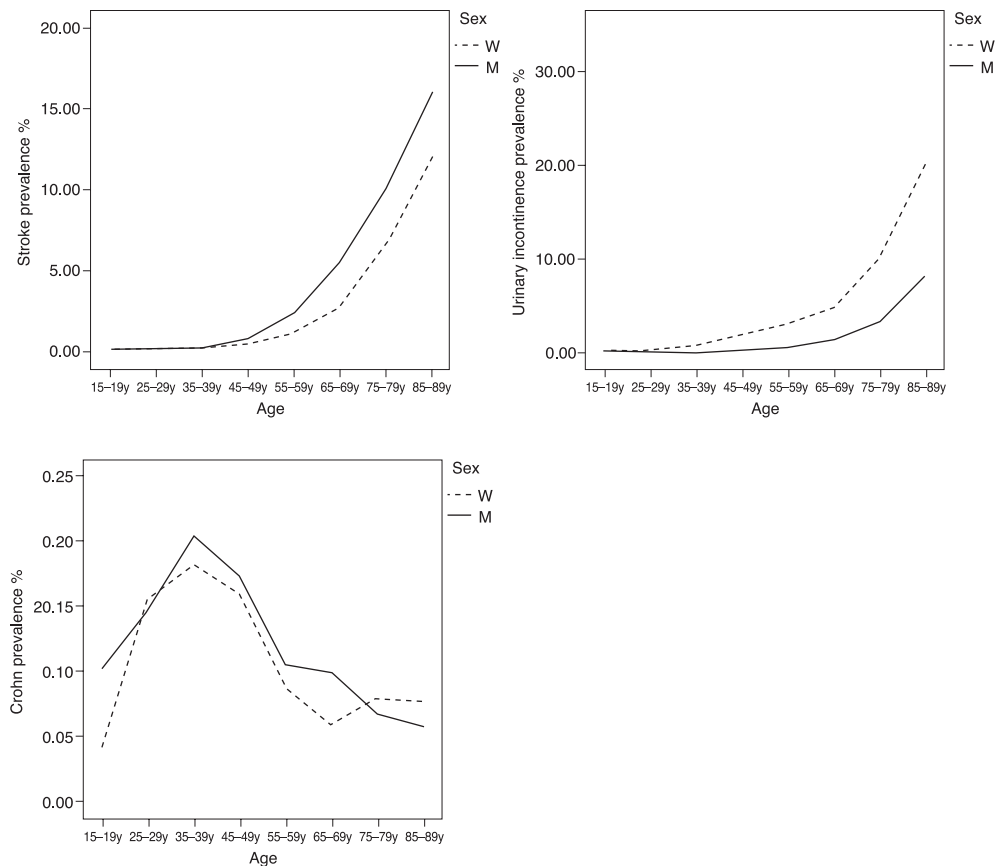 Sex
W
M
20.00
15.00
10.00
5.00
0.00
Stroke prevalence %
15–19y 25–29y 35–39y 45–49y 55–59y 65–69y 75–79y 85–89y
Age
Sex
W
M
30.00
20.00
10.00
0.00
Urinary incontinence prevalence %
15–19y 25–29y 35–39y 45–49y 55–59y 65–69y 75–79y 85–89y
Age
Sex
W
M
0.25
0.20
20.15
0.10
0.05
0.00
Crohn prevalence %
15–19y 25–29y 35–39y 45–49y 55–59y 65–69y 75–79y 85–89y
Age